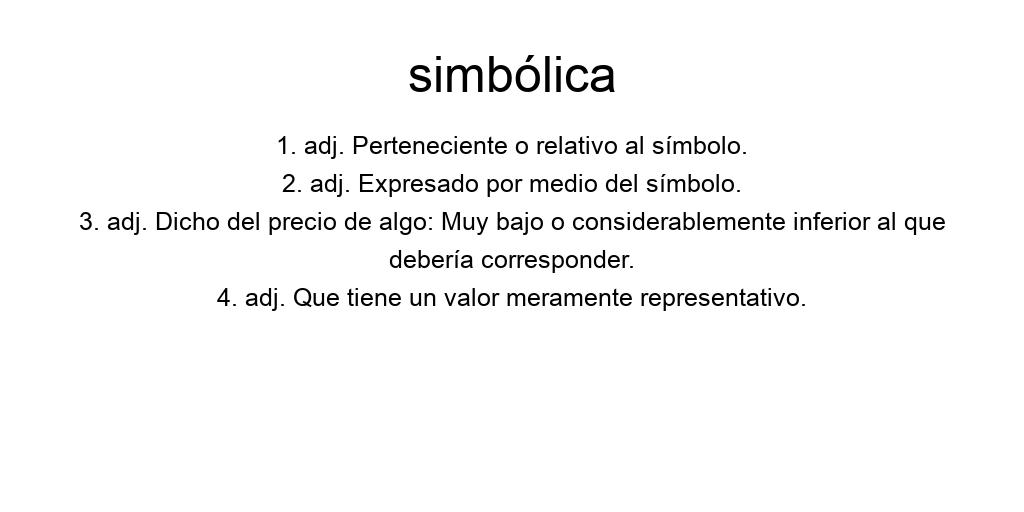 simbólica
1. adj. Perteneciente o relativo al símbolo.
2. adj. Expresado por medio del símbolo.
3. adj. Dicho del precio de algo: Muy bajo o considerablemente inferior al que
debería corresponder.
4. adj. Que tiene un valor meramente representativo.